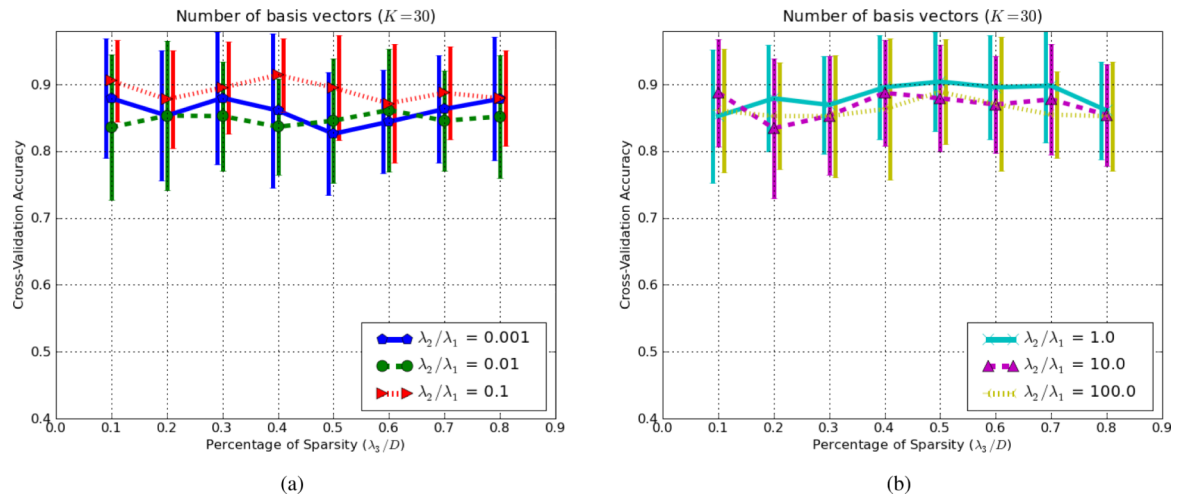 Number of basis vectors (K=30)
Cross-Validation Accuracy
0.9
0.8
0.7
0.6
0.5
0.4
λ₂/λ₁ = 0.001
λ₂/λ₁ = 0.01
λ₂/λ₁ = 0.1
0.0 0.1 0.2 0.3 0.4 0.5 0.6 0.7 0.8 0.9
Percentage of Sparsity (λ₃/D)
(a)
Number of basis vectors (K=30)
Cross-Validation Accuracy
0.9
0.8
0.7
0.6
0.5
0.4
λ₂/λ₁ = 1.0
λ₂/λ₁ = 10.0
λ₂/λ₁ = 100.0
0.0 0.1 0.2 0.3 0.4 0.5 0.6 0.7 0.8 0.9
Percentage of Sparsity (λ₃/D)
(b)